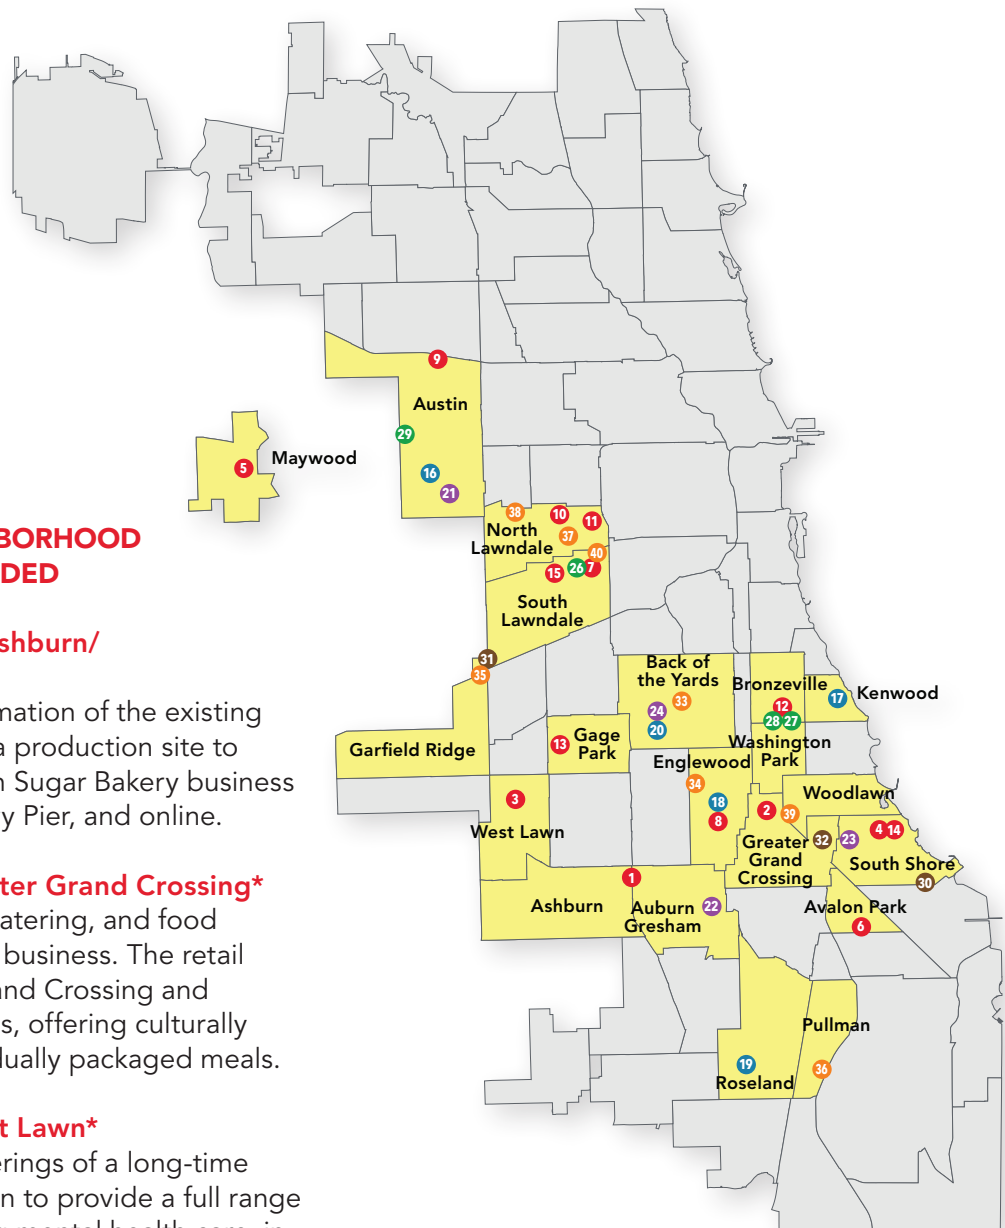 9
Austin
29
16
21
5
Maywood
38
10
11
37
North
Lawndale
40
15
26
7
South
Lawndale
31
35
Back of
the Yards
33
24
20
Bronzeville
12
28
27
17
Kenwood
Washington
Park
Garfield Ridge
13
Gage
Park
Englewood
34
18
8
3
West Lawn
2
39
Woodlawn
Greater
Grand
Crossing
32
23
4
14
South Shore
30
1
Ashburn
Auburn
Gresham
22
Avalon Park
6
Pullman
19
Roseland
36
BORHOOD
DED
shburn/
mation of the existing
a production site to
n Sugar Bakery business
y Pier, and online.
ter Grand Crossing*
atering, and food
business. The retail
and Crossing and
s, offering culturally
dually packaged meals.
t Lawn*
erings of a long-time
n to provide a full range